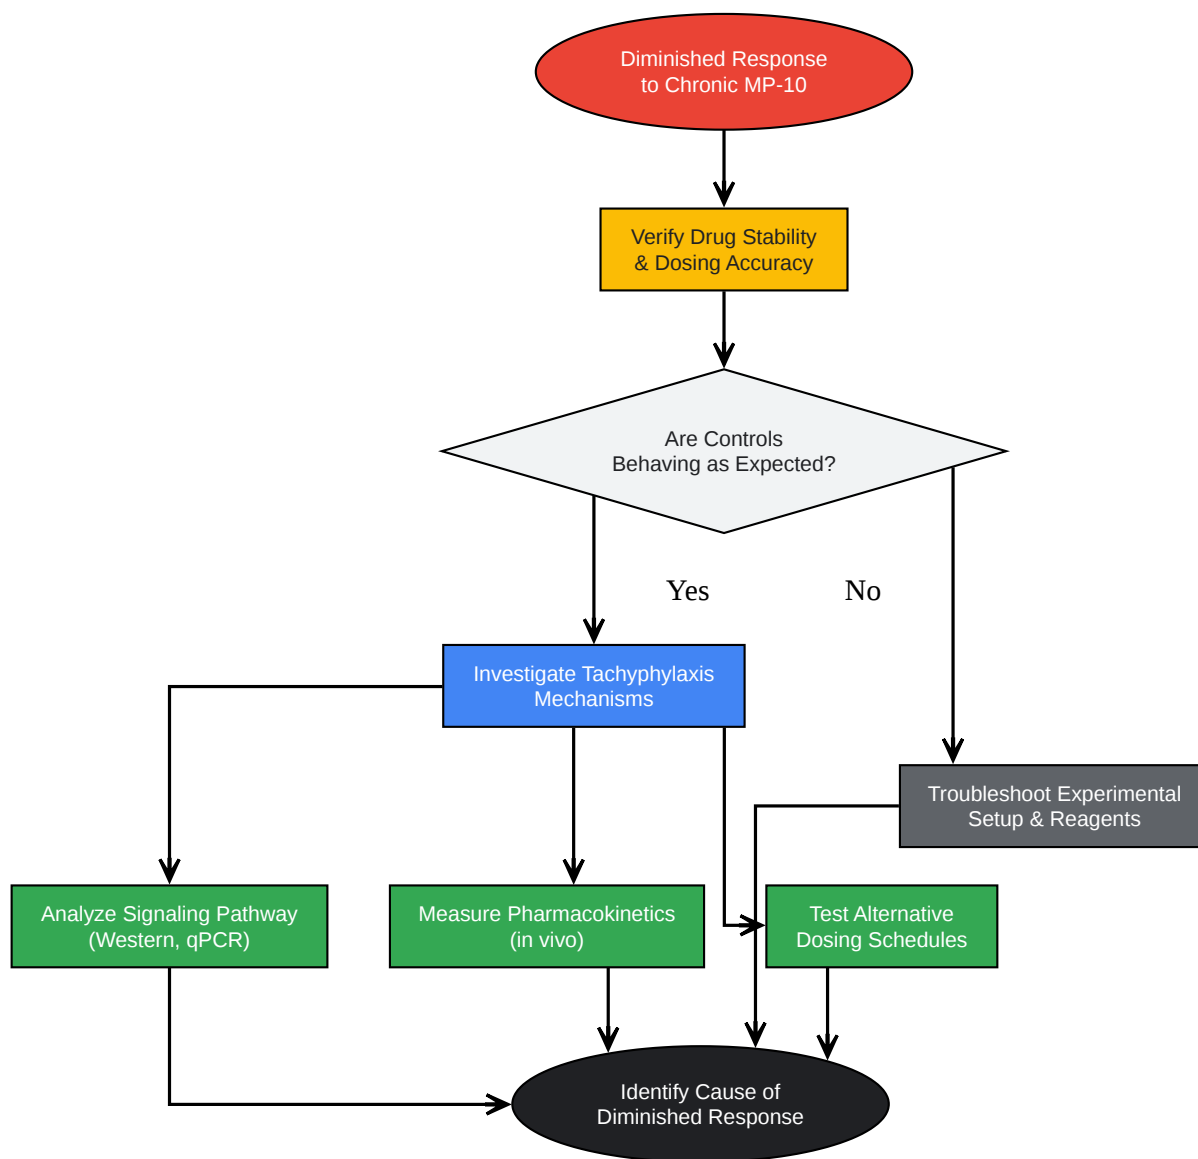 Diminished Response
to Chronic MP-10
Verify Drug Stability
& Dosing Accuracy
Are Controls
Behaving as Expected?
Yes
No
Investigate Tachyphylaxis
Mechanisms
Troubleshoot Experimental
Setup & Reagents
Analyze Signaling Pathway
(Western, qPCR)
Measure Pharmacokinetics
(in vivo)
Test Alternative
Dosing Schedules
Identify Cause of
Diminished Response